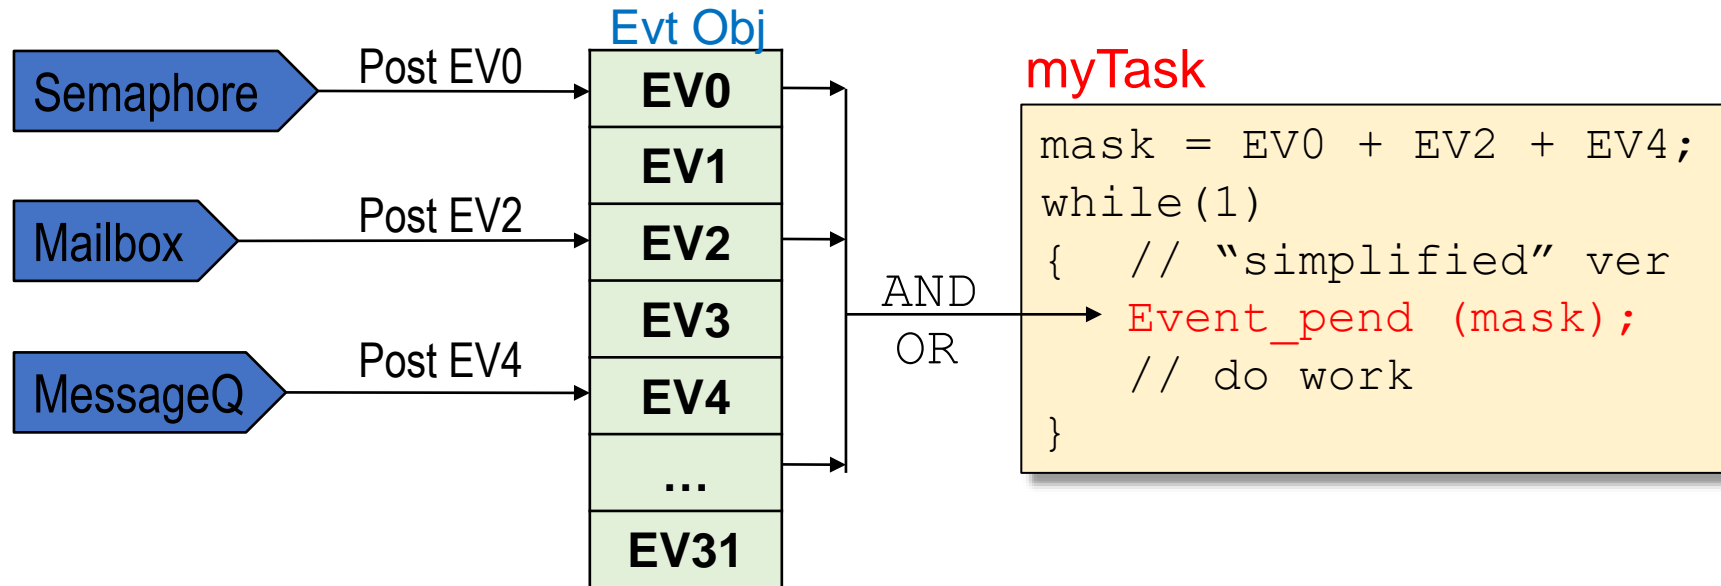 Evt Obj
Semaphore
Post EV0
EV0
EV1
Mailbox
Post EV2
EV2
EV3
MessageQ
Post EV4
EV4
...
EV31
AND
OR
myTask
mask = EV0 + EV2 + EV4;
while(1)
{ // “simplified” ver
Event_pend (mask);
// do work
}